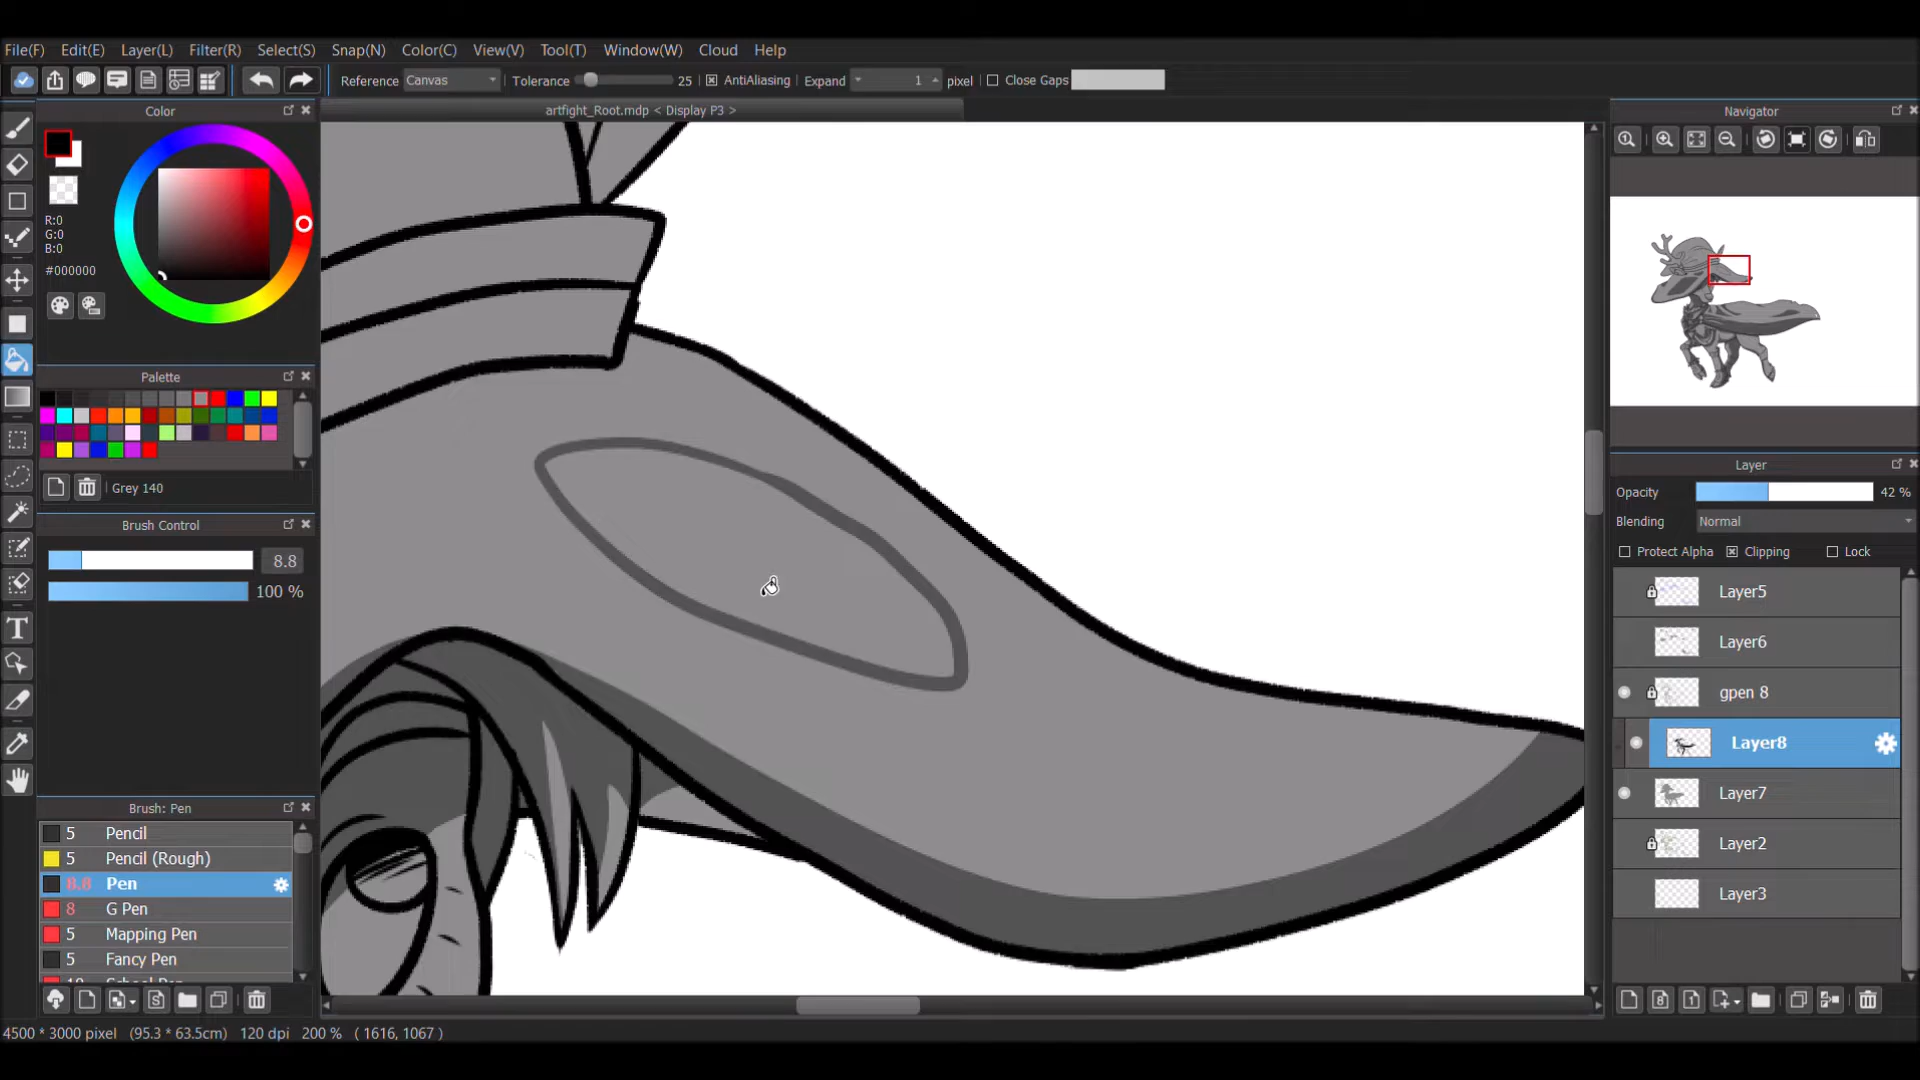 File(F) Edit(E) Layer(L) Filter(R) Select(S) Snap(N) Color(C) View(V) Tool(T) Window(W) Cloud Help
Reference Canvas Tolerance 25 AntiAliasing Expand 1 pixel Close Gaps
Color
artfight_Root.mdp < Display P3 >
Navigator
R:0
G:0
B:0
#000000
Palette
Grey 140
Brush Control
8.8
100 %
Layer
Opacity 42 %
Blending Normal
Protect Alpha Clipping Lock
Layer5
Layer6
gpen 8
Layer8
Layer7
Layer2
Layer3
Brush: Pen
5 Pencil
5 Pencil (Rough)
8.8 Pen
8 G Pen
5 Mapping Pen
5 Fancy Pen
4500 * 3000 pixel (95.3 * 63.5cm) 120 dpi 200 % ( 1616, 1067 )